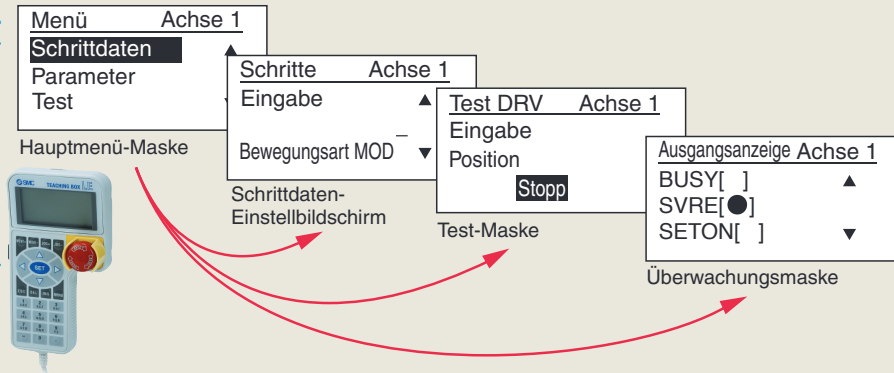 Menü Achse 1
Schrittdaten
Parameter
Test
Hauptmenü-Maske
Schritte Achse 1
Eingabe
Bewegungsart MOD
Schrittdaten-
Einstellbildschirm
Test DRV Achse 1
Eingabe
Position
Stopp
Test-Maske
Ausgangsanzeige Achse 1
BUSY[ ]
SVRE[●]
SETON[ ]
Überwachungsmaske
SMC TEACHING BOX
SET